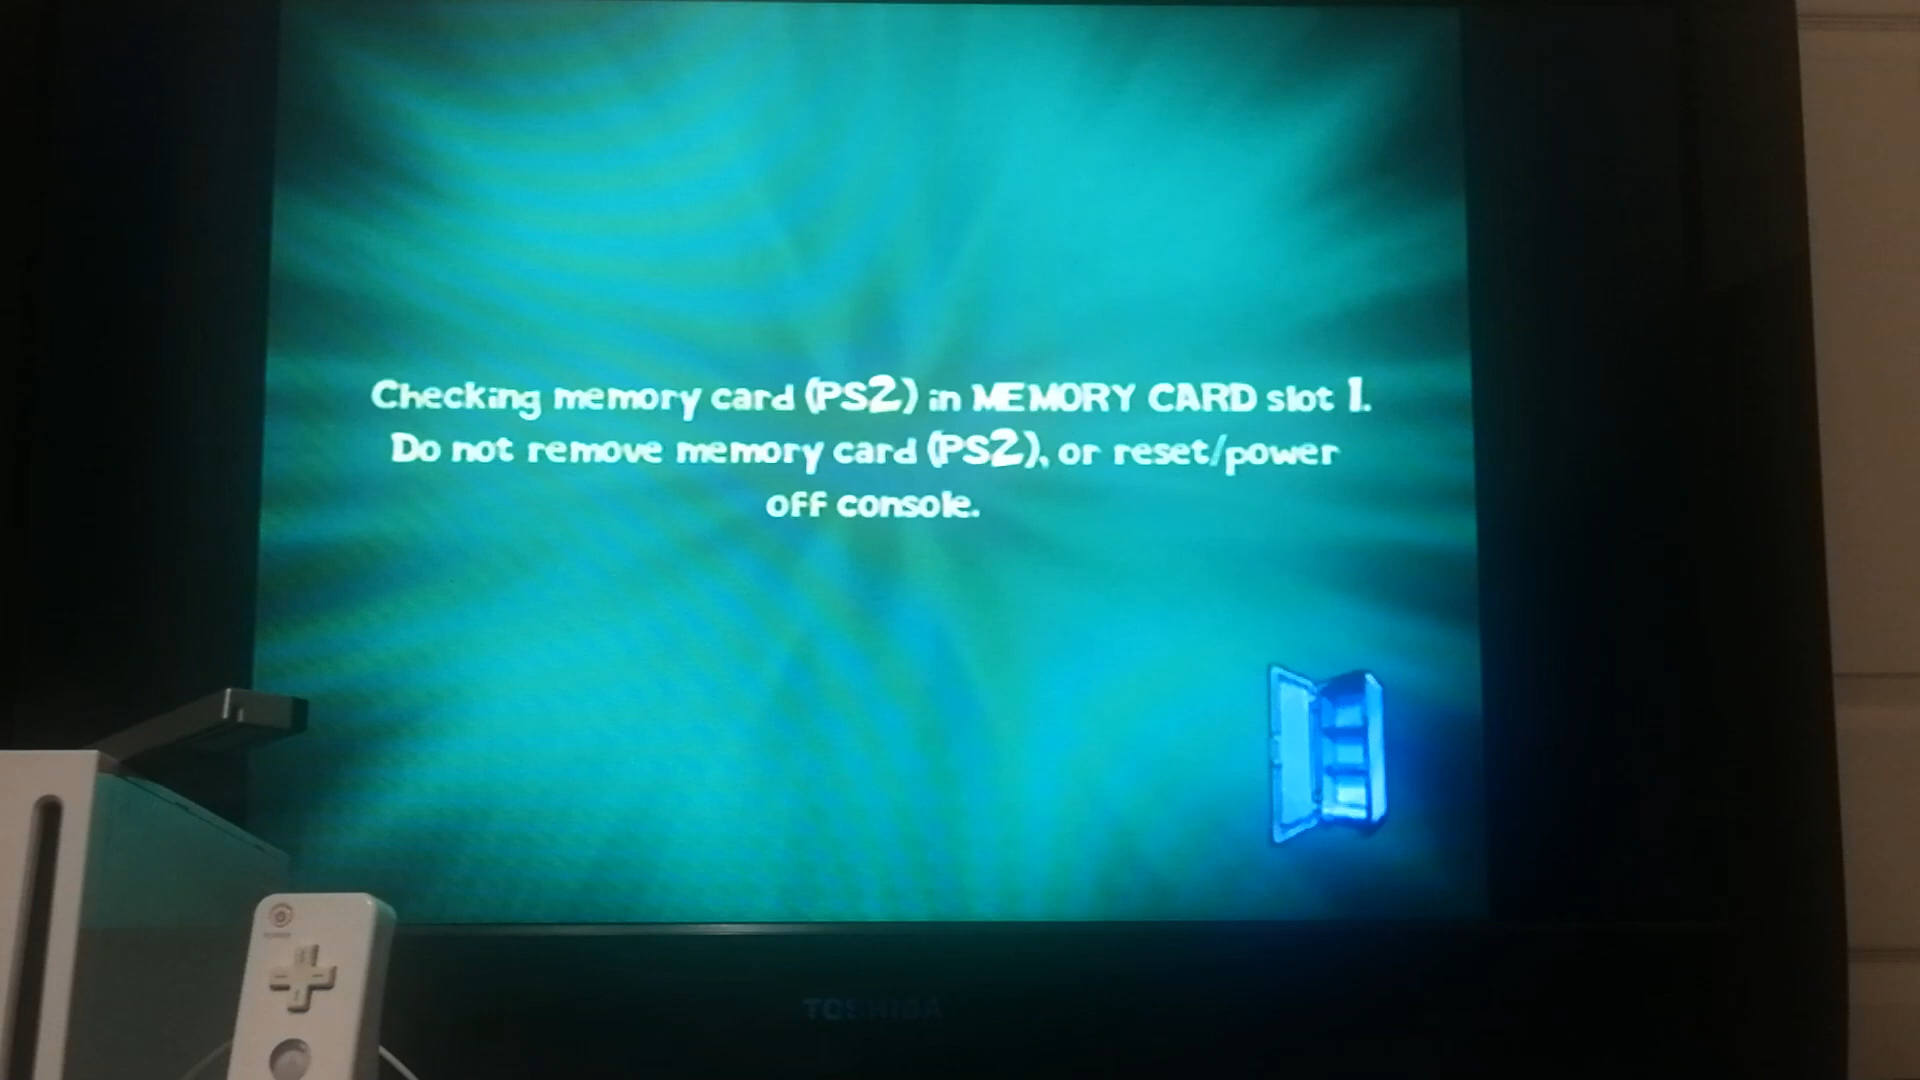 Checking memory card (PS2) in MEMORY CARD slot 1.
Do not remove memory card (PS2), or reset/power
off console.
TOSHIBA